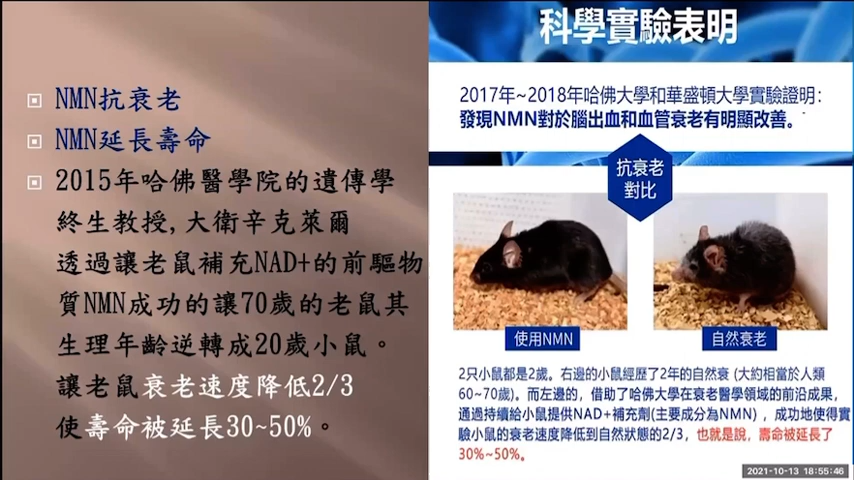 NMN抗衰老
NMN延長壽命
2015年哈佛醫學院的遺傳學
終生教授,大衛辛克萊爾
透過讓老鼠補充NAD+的前驅物
質NMN成功的讓70歲的老鼠其
生理年齡逆轉成20歲小鼠。
讓老鼠衰老速度降低2/3
使壽命被延長30~50%。
科學實驗表明
2017年~2018年哈佛大學和華盛頓大學實驗證明：
發現NMN對於腦出血和血管衰老有明顯改善。
抗衰老
對比
使用NMN
自然衰老
2只小鼠都是2歲。右邊的小鼠經歷了2年的自然衰 (大約相當於人類
60~70歲)。而左邊的，借助了哈佛大學在衰老醫學領域的前沿成果，
通過持續給小鼠提供NAD+補充劑(主要成分為NMN) ，成功地使得實
驗小鼠的衰老速度降低到自然狀態的2/3，也就是說，壽命被延長了
30%~50%。
2021-10-13 18:55:46